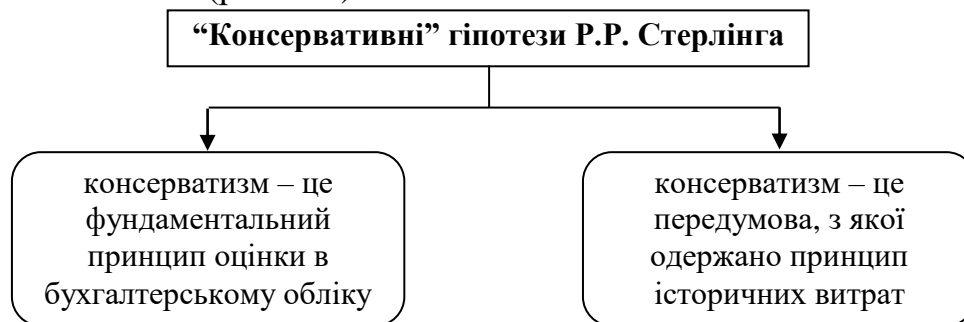 “Консервативні” гіпотези Р.Р. Стерлінга
консерватизм – це
фундаментальний
принцип оцінки в
бухгалтерському обліку
консерватизм – це
передумова, з якої
одержано принцип
історичних витрат